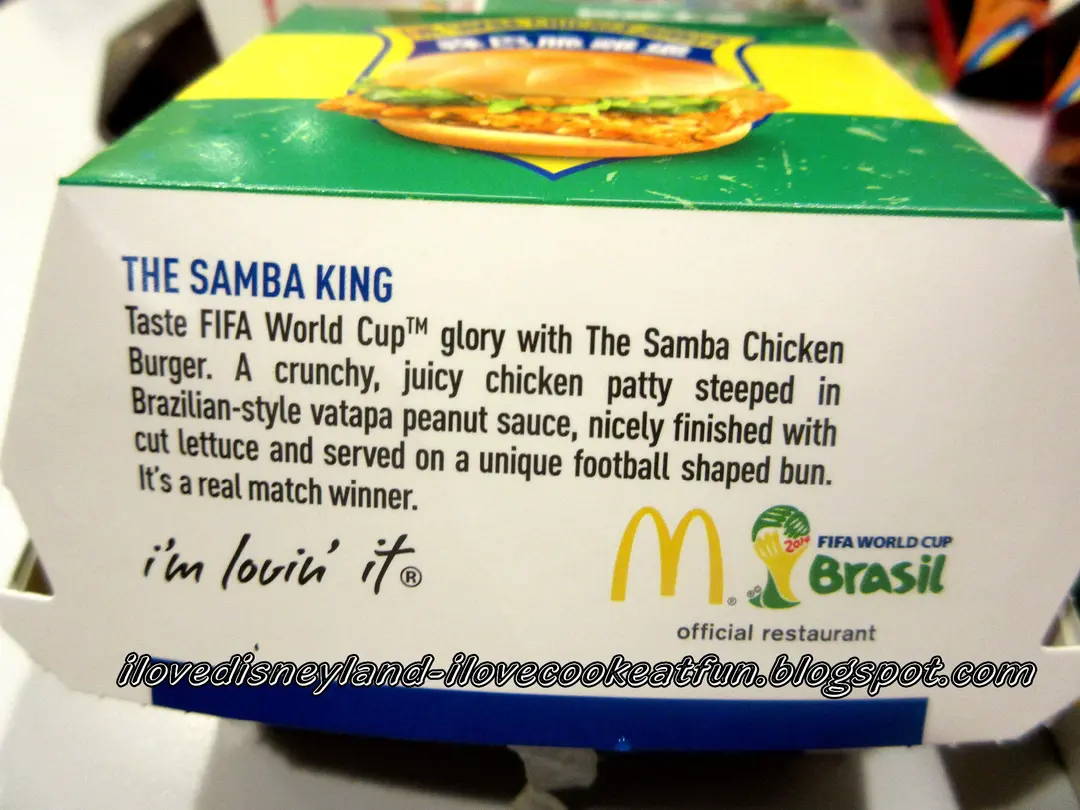 THE SAMBA KING
Taste FIFA World Cup™ glory with The Samba Chicken
Burger. A crunchy, juicy chicken patty steeped in
Brazilian-style vatapa peanut sauce, nicely finished with
cut lettuce and served on a unique football shaped bun.
It's a real match winner.
i'm lovin' it®
2014
FIFA WORLD CUP
Brasil
official restaurant
ilovedisneyland-ilovecookeatfun.blogspot.com